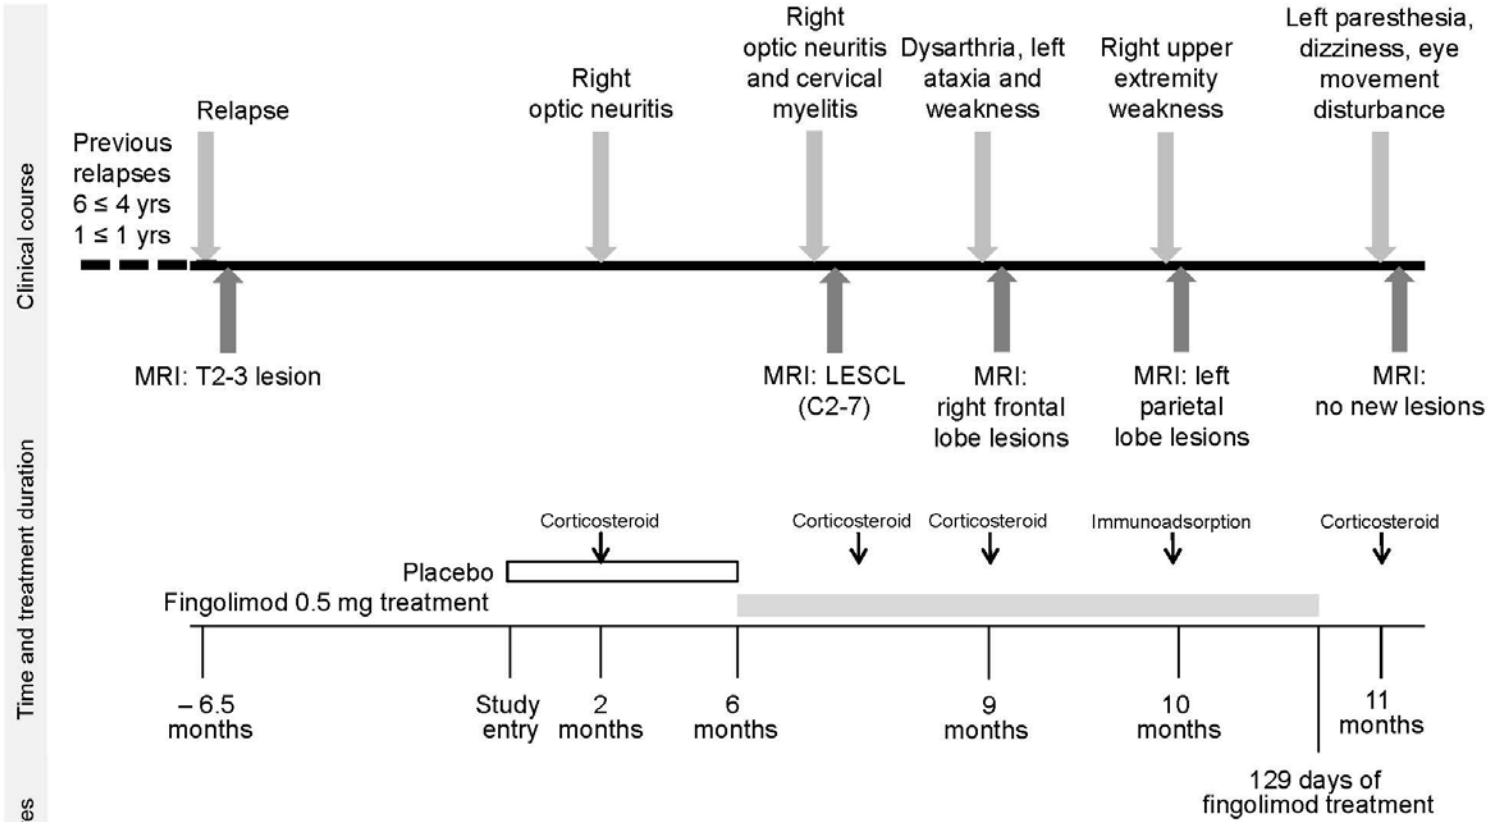 Clinical course
Previous
relapses
6 ≤ 4 yrs
1 ≤ 1 yrs
Relapse
Right
optic neuritis
Right
optic neuritis
and cervical
myelitis
Dysarthria, left
ataxia and
weakness
Right upper
extremity
weakness
Left paresthesia,
dizziness, eye
movement
disturbance
MRI: T2-3 lesion
MRI: LESCL
(C2-7)
MRI:
right frontal
lobe lesions
MRI: left
parietal
lobe lesions
MRI:
no new lesions
Time and treatment duration
Corticosteroid
Corticosteroid
Corticosteroid
Immunoadsorption
Corticosteroid
Placebo
Fingolimod 0.5 mg treatment
– 6.5
months
Study
entry
2
months
6
months
9
months
10
months
11
months
129 days of
fingolimod treatment
es